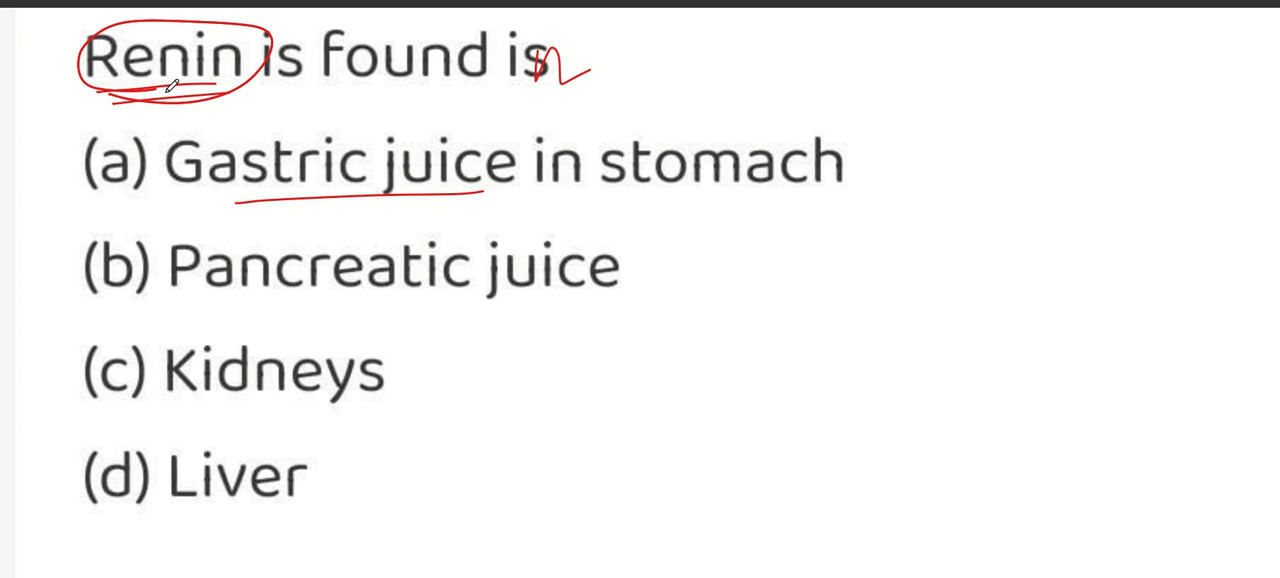 Renin is found is n
(a) Gastric juice in stomach
(b) Pancreatic juice
(c) Kidneys
(d) Liver